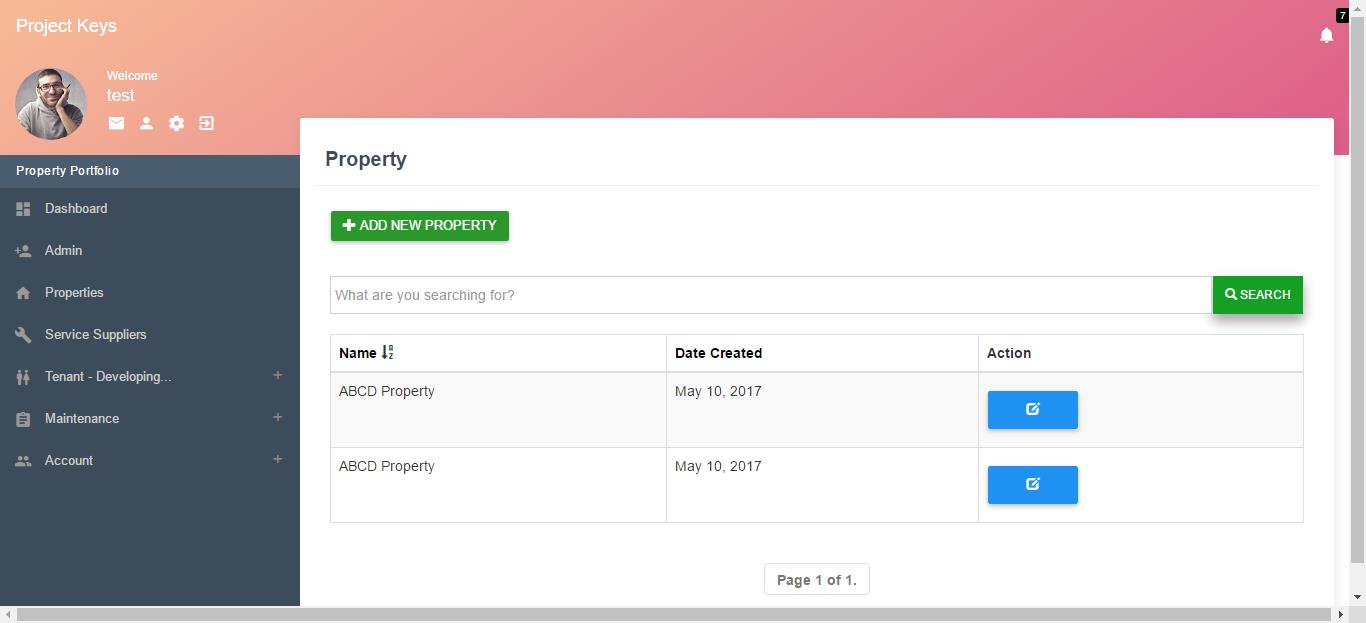 Project Keys
7
Welcome
test
Property Portfolio
Dashboard
Admin
Properties
Service Suppliers
Tenant - Developing... +
Maintenance +
Account +
Property
ADD NEW PROPERTY
What are you searching for? SEARCH
Name Date Created Action
ABCD Property May 10, 2017
ABCD Property May 10, 2017
Page 1 of 1.